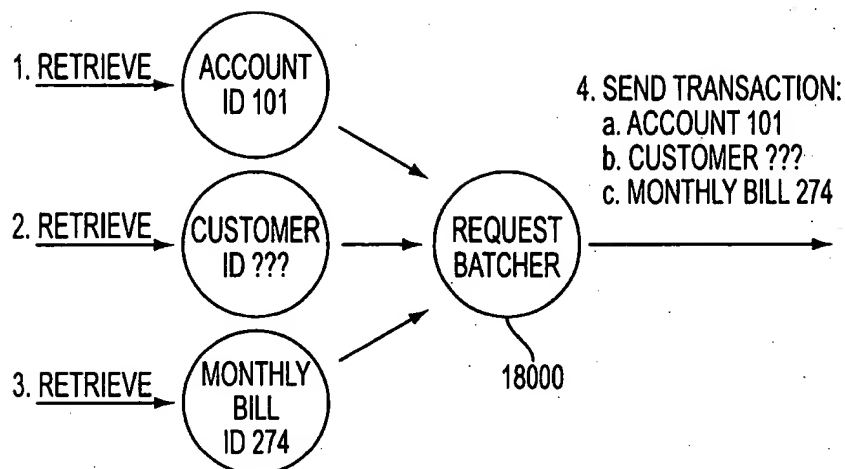 1. RETRIEVE
ACCOUNT
ID 101
2. RETRIEVE
CUSTOMER
ID ???
3. RETRIEVE
MONTHLY
BILL
ID 274
REQUEST
BATCHER
18000
4. SEND TRANSACTION:
a. ACCOUNT 101
b. CUSTOMER ???
c. MONTHLY BILL 274